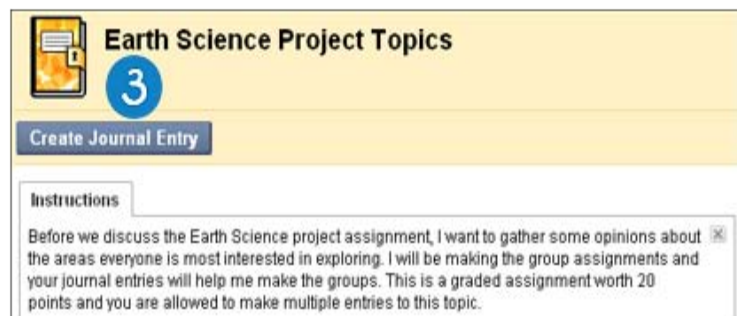 Earth Science Project Topics
3
Create Journal Entry
Instructions
Before we discuss the Earth Science project assignment, I want to gather some opinions about
the areas everyone is most interested in exploring. I will be making the group assignments and
your journal entries will help me make the groups. This is a graded assignment worth 20
points and you are allowed to make multiple entries to this topic.